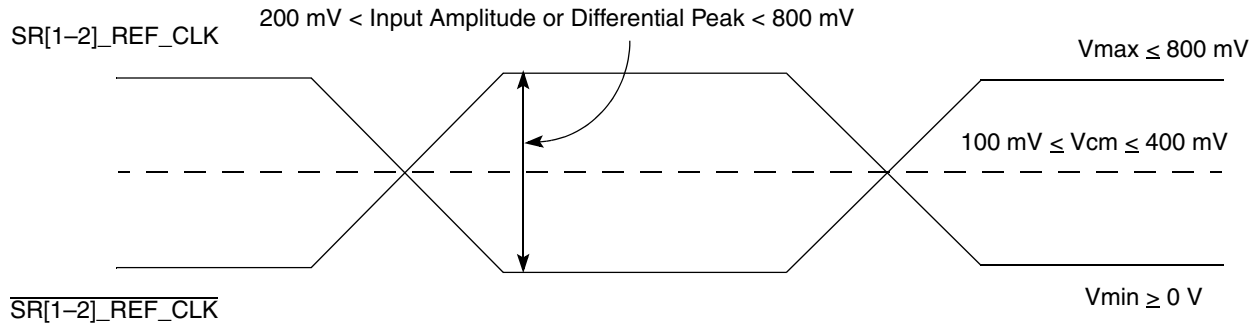 200 mV < Input Amplitude or Differential Peak < 800 mV
SR[1–2]_REF_CLK
Vmax ≤ 800 mV
100 mV ≤ Vcm ≤ 400 mV
Vmin ≥ 0 V
SR[1–2]_REF_CLK